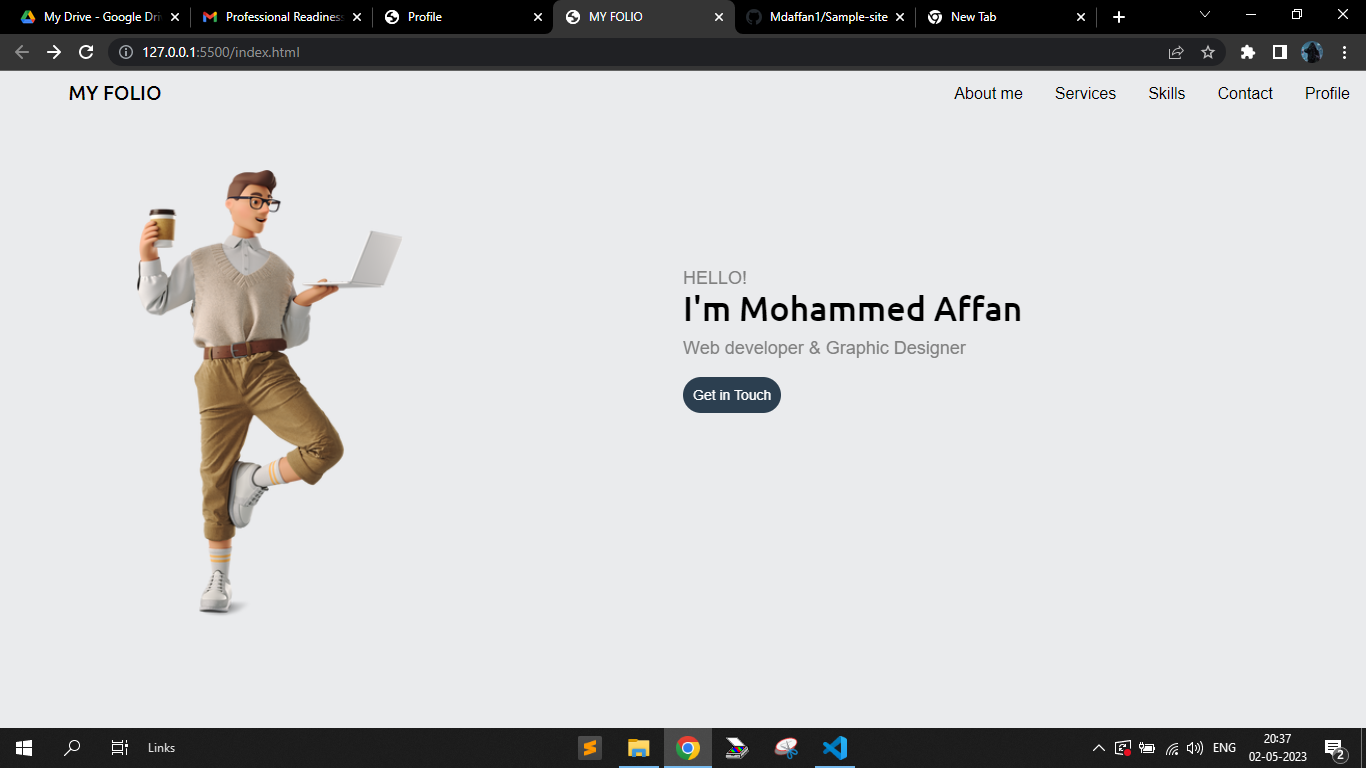 My Drive - Google Dri
Professional Readiness
Profile
MY FOLIO
Mdaffan1/Sample-site
New Tab
127.0.0.1:5500/index.html
MY FOLIO
About me
Services
Skills
Contact
Profile
HELLO!
I'm Mohammed Affan
Web developer & Graphic Designer
Get in Touch
Links
ENG
20:37
02-05-2023
2